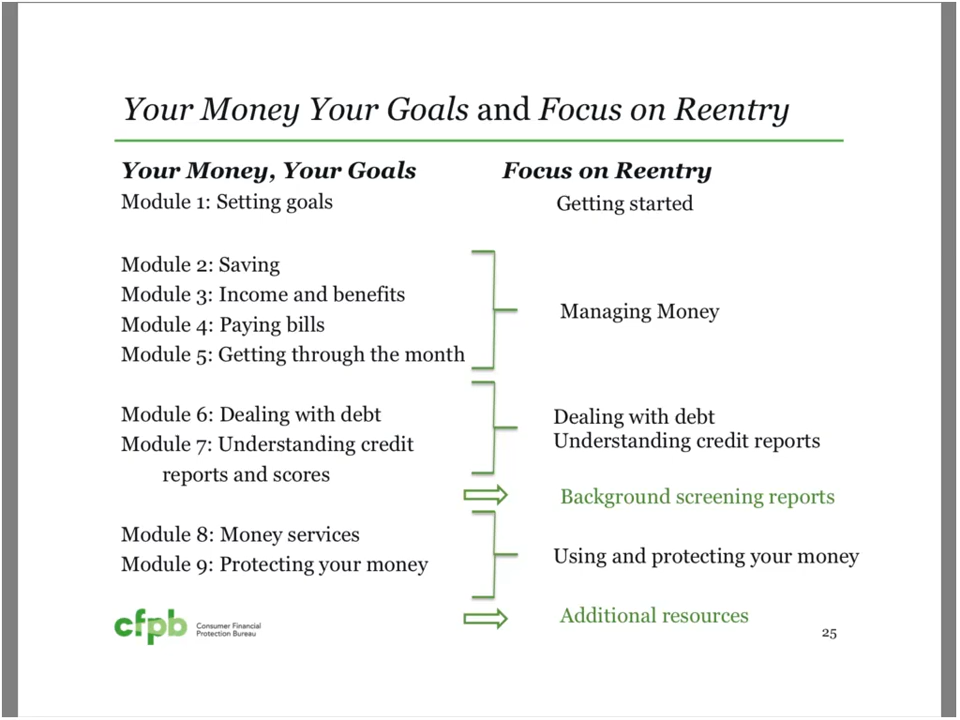 Your Money Your Goals and Focus on Reentry
Your Money, Your Goals
Module 1: Setting goals
Module 2: Saving
Module 3: Income and benefits
Module 4: Paying bills
Module 5: Getting through the month
Module 6: Dealing with debt
Module 7: Understanding credit
reports and scores
Module 8: Money services
Module 9: Protecting your money
Focus on Reentry
Getting started
Managing Money
Dealing with debt
Understanding credit reports
Background screening reports
Using and protecting your money
Additional resources
cfpb
Consumer Financial
Protection Bureau
25